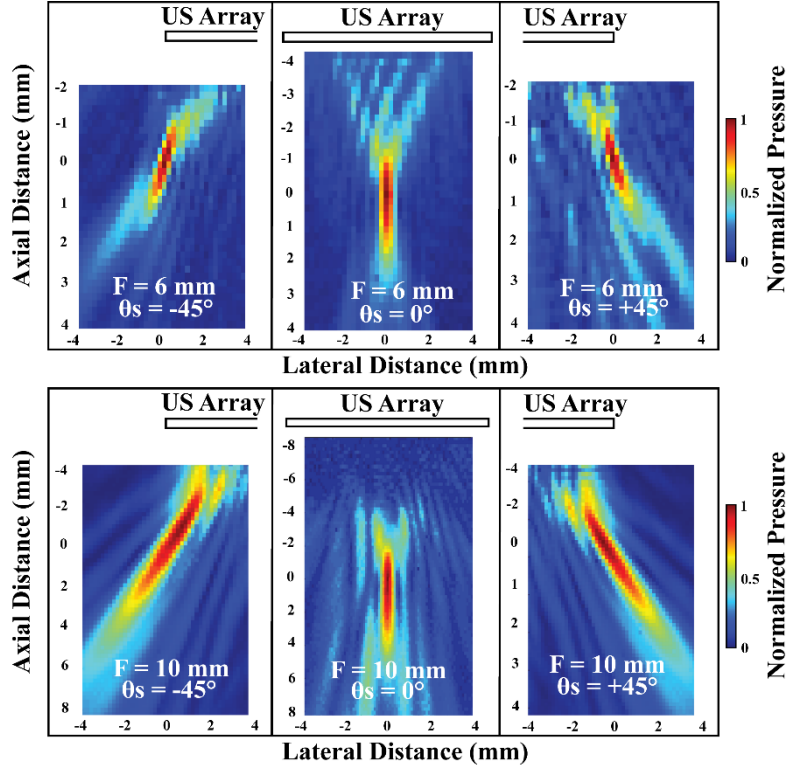 US Array US Array US Array
Axial Distance (mm)
-2
-1
0
1
2
3
4
-4 -2 0 2 4
F = 6 mm
θs = -45°
-4
-3
-2
-1
0
1
2
3
4
-4 -2 0 2 4
F = 6 mm
θs = 0°
-2
-1
0
1
2
3
4
-4 -2 0 2 4
F = 6 mm
θs = +45°
1
0.5
0
Normalized Pressure
Lateral Distance (mm)
US Array US Array US Array
Axial Distance (mm)
-4
-2
0
2
4
6
8
-4 -2 0 2 4
F = 10 mm
θs = -45°
-8
-6
-4
-2
0
2
4
6
8
-4 -2 0 2 4
F = 10 mm
θs = 0°
-4
-2
0
1
2
3
4
-4 -2 0 2 4
F = 10 mm
θs = +45°
1
0.5
0
Normalized Pressure
Lateral Distance (mm)